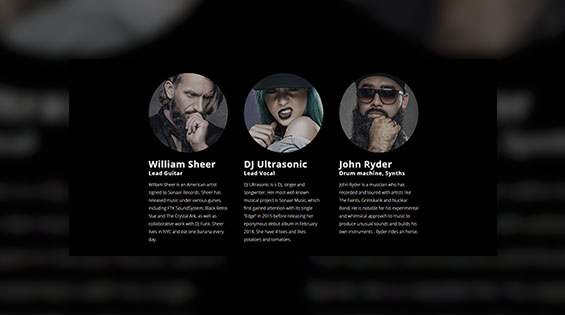 William Sheer
Lead Guitar
William Sheer is an American artist
signed to Sonaar Records. Sheer has
released music under various guises,
including FTK SoundSystem, Black Retro
Star and The Crystal Ark, as well as
collaborative work with DJ Funk. Sheer
lives in NYC and eat one banana every
day.
DJ Ultrasonic
Lead Vocal
DJ Ultrasonic is s DJ, singer and
songwriter. Her most well-known
musical project is Sonaar Music, which
first gained attention with its single
"Edge" in 2015 before releasing her
eponymous debut album in February
2018. She have 4 toes and likes
potatoes and tomatoes.
John Ryder
Drum machine, Synths
John Ryder is a musician who has
recorded and toured with artists like
The Faints, Grimskank and Nuclear
Band. He is notable for his experimental
and whimsical approach to music to
produce unusual sounds and builds his
own instruments . Ryder rides an horse.